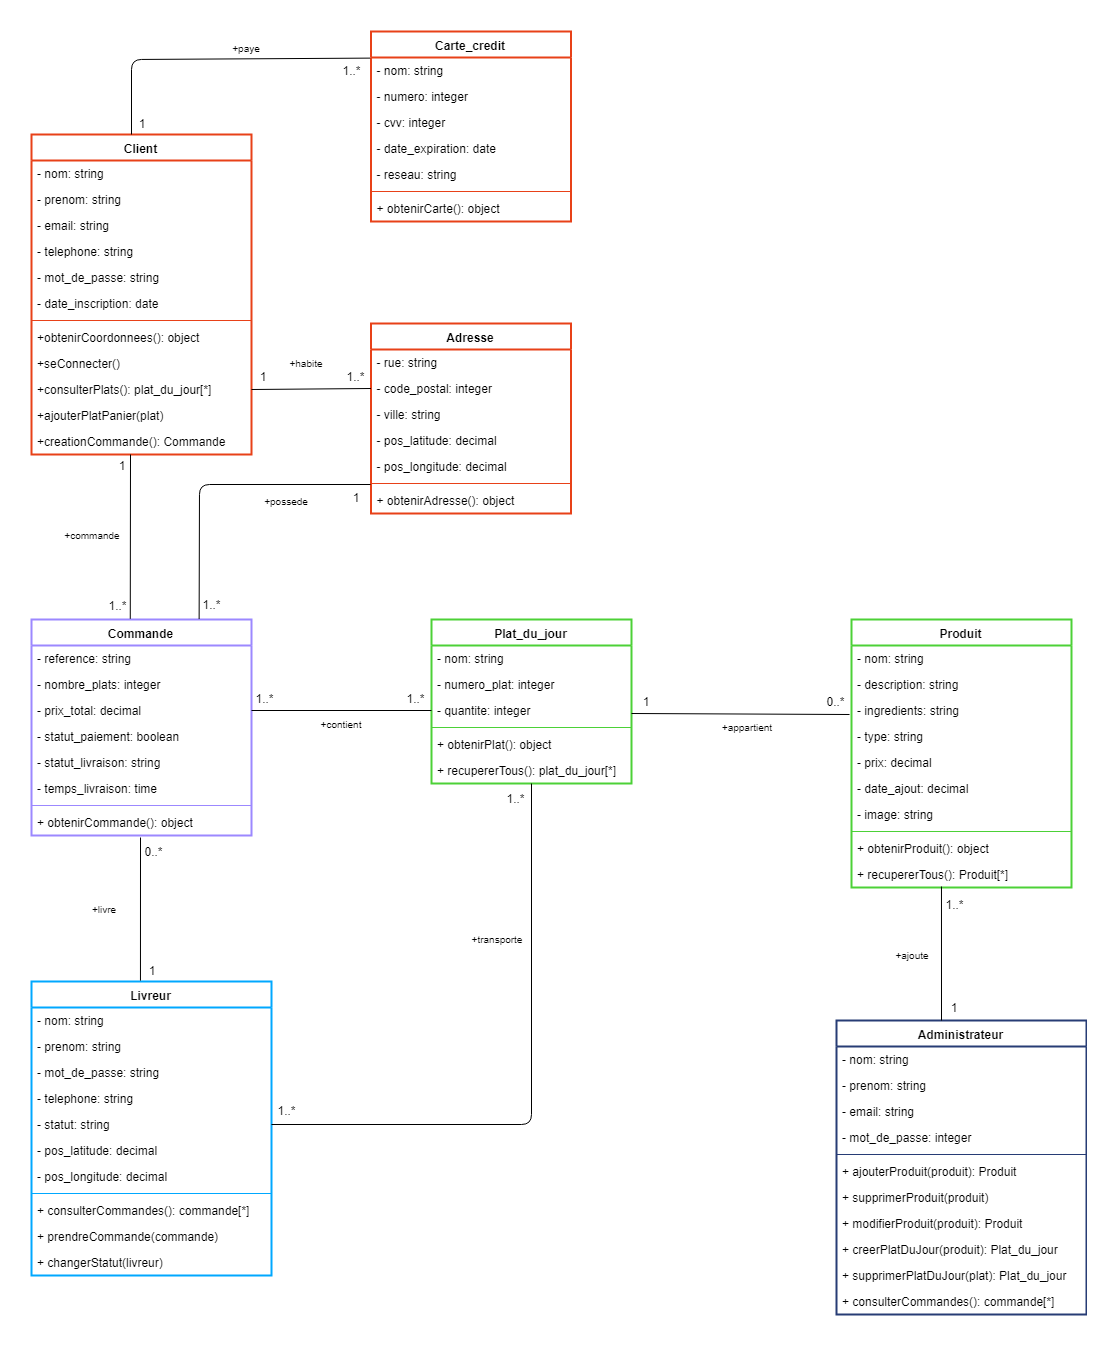 +paye
1..*
1
Carte_credit
- nom: string
- numero: integer
- cvv: integer
- date_expiration: date
- reseau: string
+ obtenirCarte(): object
Client
- nom: string
- prenom: string
- email: string
- telephone: string
- mot_de_passe: string
- date_inscription: date
+obtenirCoordonnees(): object
+seConnecter()
+consulterPlats(): plat_du_jour[*]
+ajouterPlatPanier(plat)
+creationCommande(): Commande
+habite
1
1..*
Adresse
- rue: string
- code_postal: integer
- ville: string
- pos_latitude: decimal
- pos_longitude: decimal
+ obtenirAdresse(): object
1
+possede
1
+commande
1..*
1..*
Commande
- reference: string
- nombre_plats: integer
- prix_total: decimal
- statut_paiement: boolean
- statut_livraison: string
- temps_livraison: time
+ obtenirCommande(): object
1..*
1..*
+contient
Plat_du_jour
- nom: string
- numero_plat: integer
- quantite: integer
+ obtenirPlat(): object
+ recupererTous(): plat_du_jour[*]
1
0..*
+appartient
Produit
- nom: string
- description: string
- ingredients: string
- type: string
- prix: decimal
- date_ajout: decimal
- image: string
+ obtenirProduit(): object
+ recupererTous(): Produit[*]
0..*
+livre
1
1..*
+transporte
1..*
1..*
+ajoute
1
Livreur
- nom: string
- prenom: string
- mot_de_passe: string
- telephone: string
- statut: string
- pos_latitude: decimal
- pos_longitude: decimal
+ consulterCommandes(): commande[*]
+ prendreCommande(commande)
+ changerStatut(livreur)
Administrateur
- nom: string
- prenom: string
- email: string
- mot_de_passe: integer
+ ajouterProduit(produit): Produit
+ supprimerProduit(produit)
+ modifierProduit(produit): Produit
+ creerPlatDuJour(produit): Plat_du_jour
+ supprimerPlatDuJour(plat): Plat_du_jour
+ consulterCommandes(): commande[*]